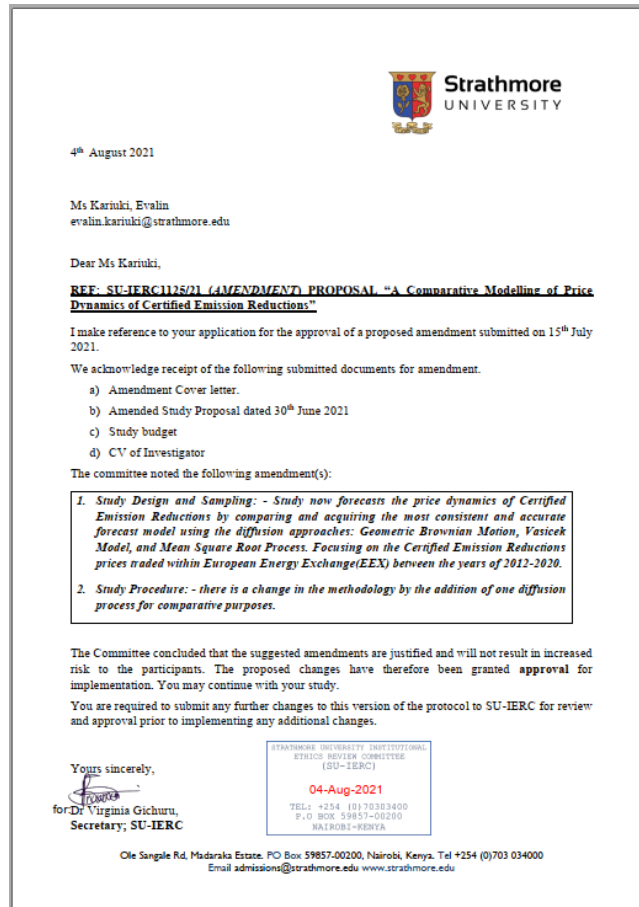 Strathmore
UNIVERSITY
4th August 2021
Ms Kariuki, Evalin
evalin.kariuki@strathmore.edu
Dear Ms Kariuki,
REF: SU-IERC1125/21 (AMENDMENT) PROPOSAL “A Comparative Modelling of Price
Dynamics of Certified Emission Reductions”
I make reference to your application for the approval of a proposed amendment submitted on 15th July
2021.
We acknowledge receipt of the following submitted documents for amendment.
a) Amendment Cover letter.
b) Amended Study Proposal dated 30th June 2021
c) Study budget
d) CV of Investigator
The committee noted the following amendment(s):
1. Study Design and Sampling: - Study now forecasts the price dynamics of Certified
Emission Reductions by comparing and acquiring the most consistent and accurate
forecast model using the diffusion approaches: Geometric Brownian Motion, Vasicek
Model, and Mean Square Root Process. Focusing on the Certified Emission Reductions
prices traded within European Energy Exchange(EEX) between the years of 2012-2020.
2. Study Procedure: - there is a change in the methodology by the addition of one diffusion
process for comparative purposes.
The Committee concluded that the suggested amendments are justified and will not result in increased
risk to the participants. The proposed changes have therefore been granted approval for
implementation. You may continue with your study.
You are required to submit any further changes to this version of the protocol to SU-IERC for review
and approval prior to implementing any additional changes.
Yours sincerely,
for:Dr Virginia Gichuru,
Secretary; SU-IERC
STRATHMORE UNIVERSITY INSTITUTIONAL
ETHICS REVIEW COMMITTEE
(SU-IERC)
04-Aug-2021
TEL: +254 (0)70303400
P.O BOX 59857-00200
NAIROBI-KENYA
Ole Sangale Rd, Madaraka Estate. PO Box 59857-00200, Nairobi, Kenya. Tel +254 (0)703 034000
Email admissions@strathmore.edu www.strathmore.edu